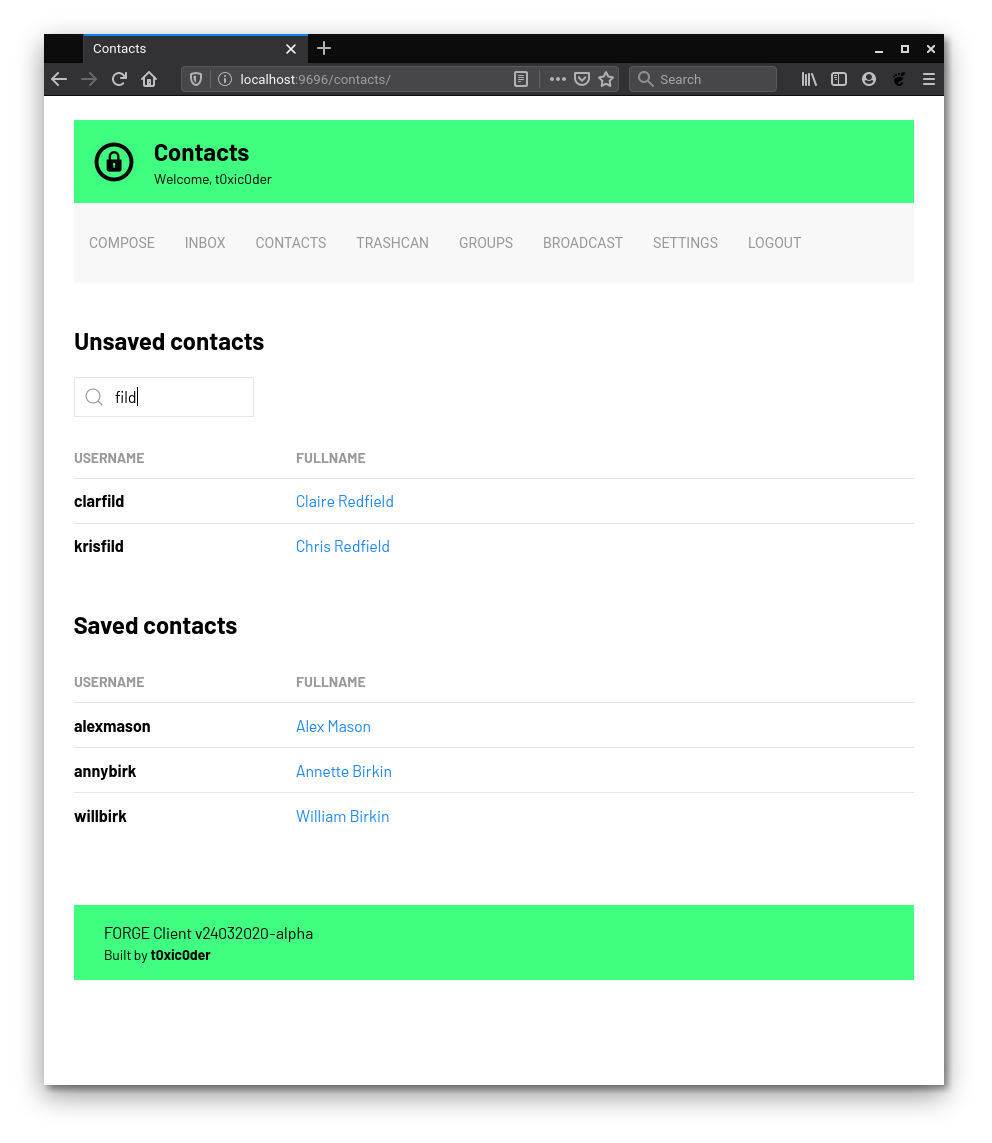 Contacts
localhost:9696/contacts/
Search
Contacts
Welcome, t0xic0der
COMPOSE INBOX CONTACTS TRASHCAN GROUPS BROADCAST SETTINGS LOGOUT
Unsaved contacts
fild
USERNAME FULLNAME
clarfild Claire Redfield
krisfild Chris Redfield
Saved contacts
USERNAME FULLNAME
alexmason Alex Mason
annybirk Annette Birkin
willbirk William Birkin
FORGE Client v24032020-alpha
Built by t0xic0der